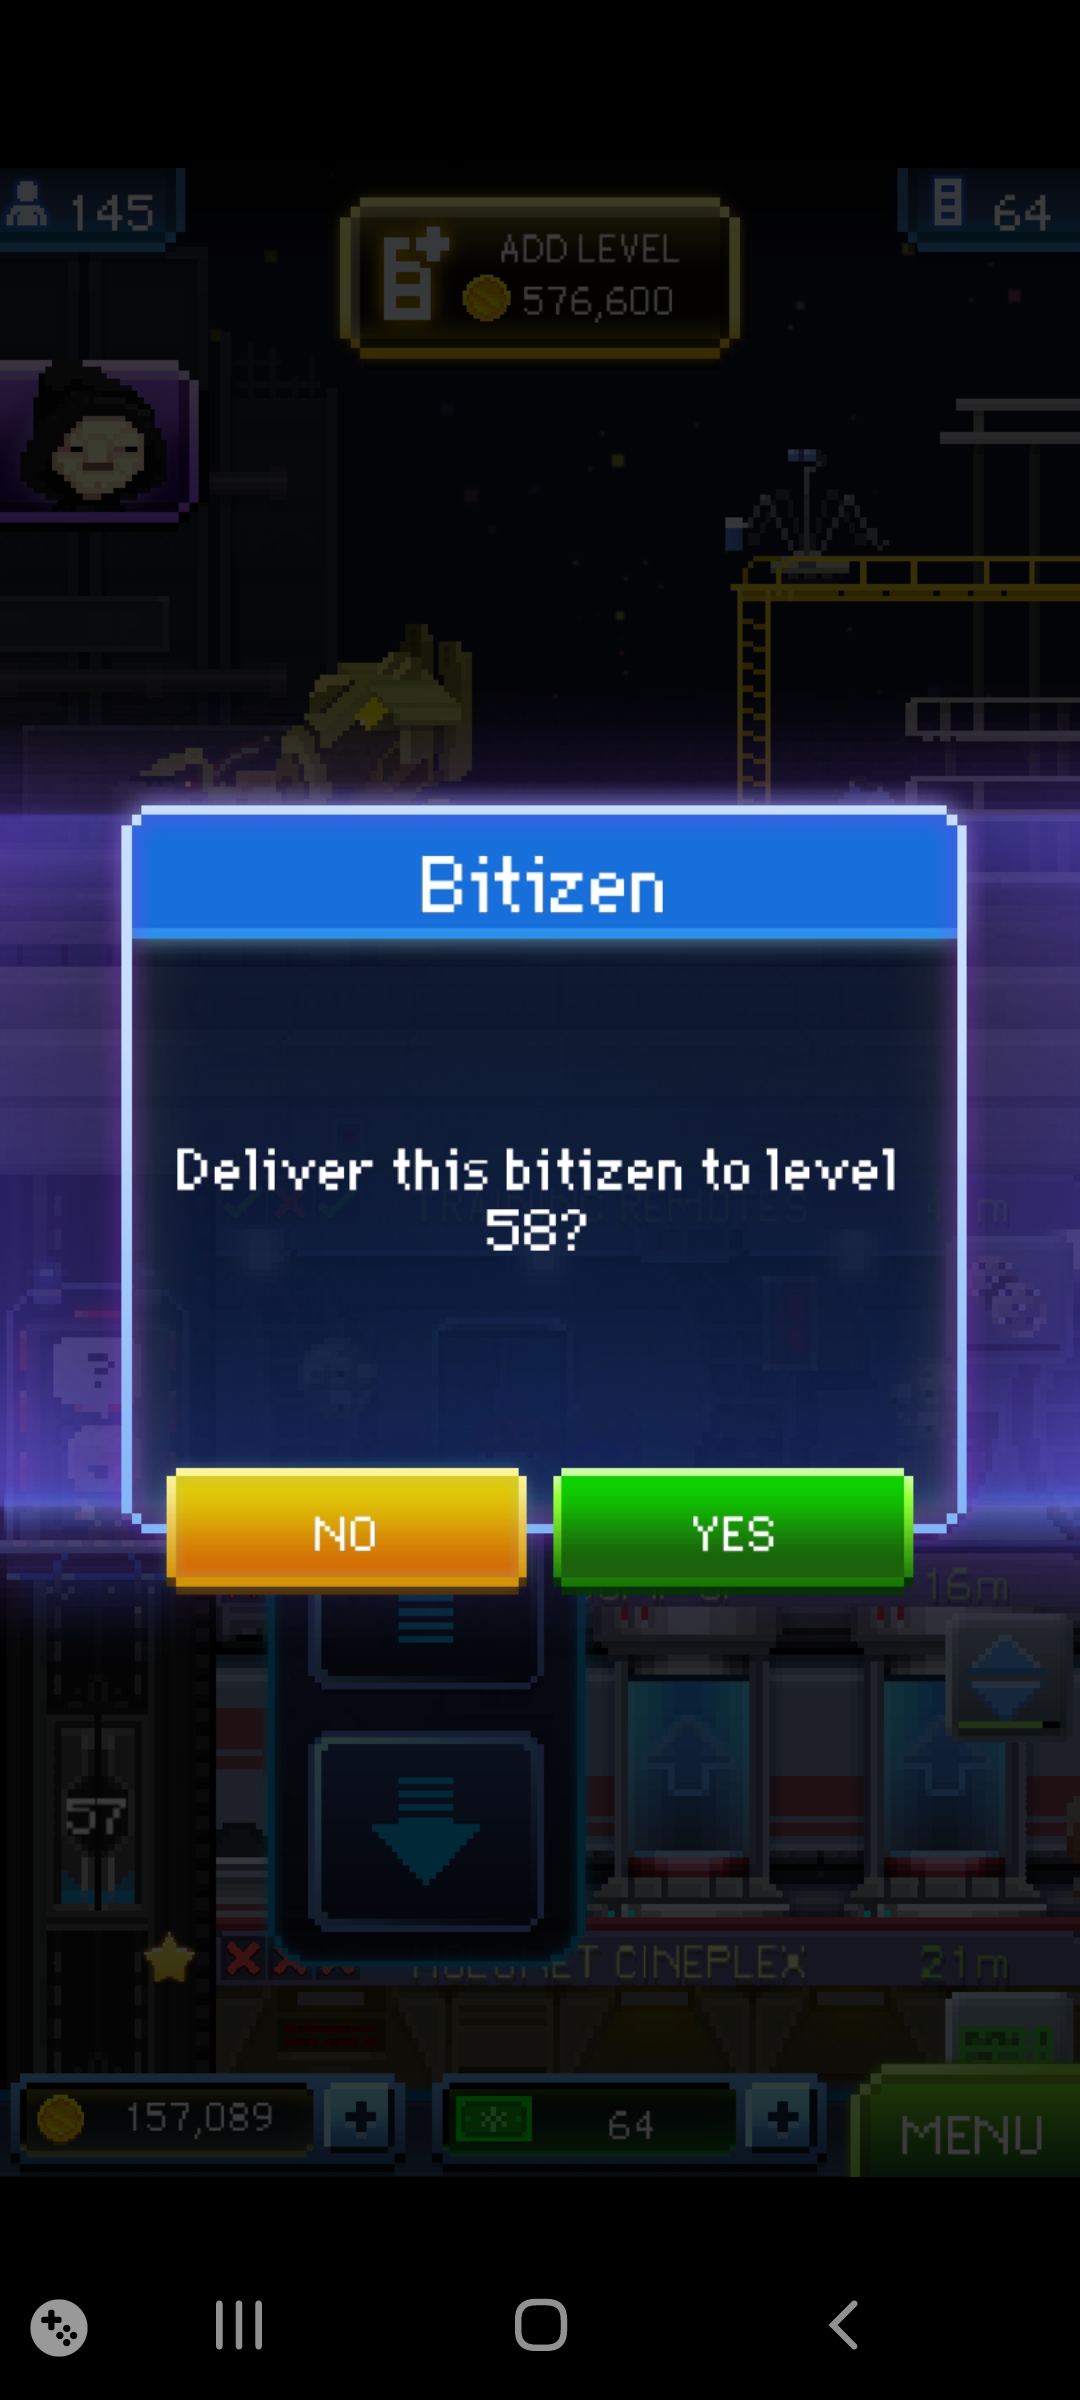 145
ADD LEVEL
576,600
64
Bitizen
Deliver this bitizen to level
58?
NO
YES
16m
57
CINEPLEX
21m
157,089
64
MENU